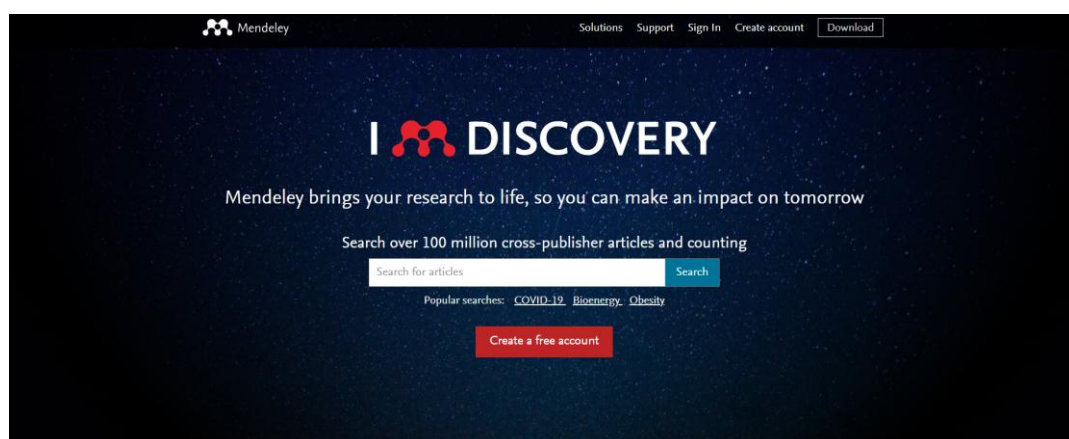 Mendeley Solutions Support Sign In Create account Download
I DISCOVERY
Mendeley brings your research to life, so you can make an impact on tomorrow
Search over 100 million cross-publisher articles and counting
Search for articles Search
Popular searches: COVID-19 Bioenergy Obesity
Create a free account